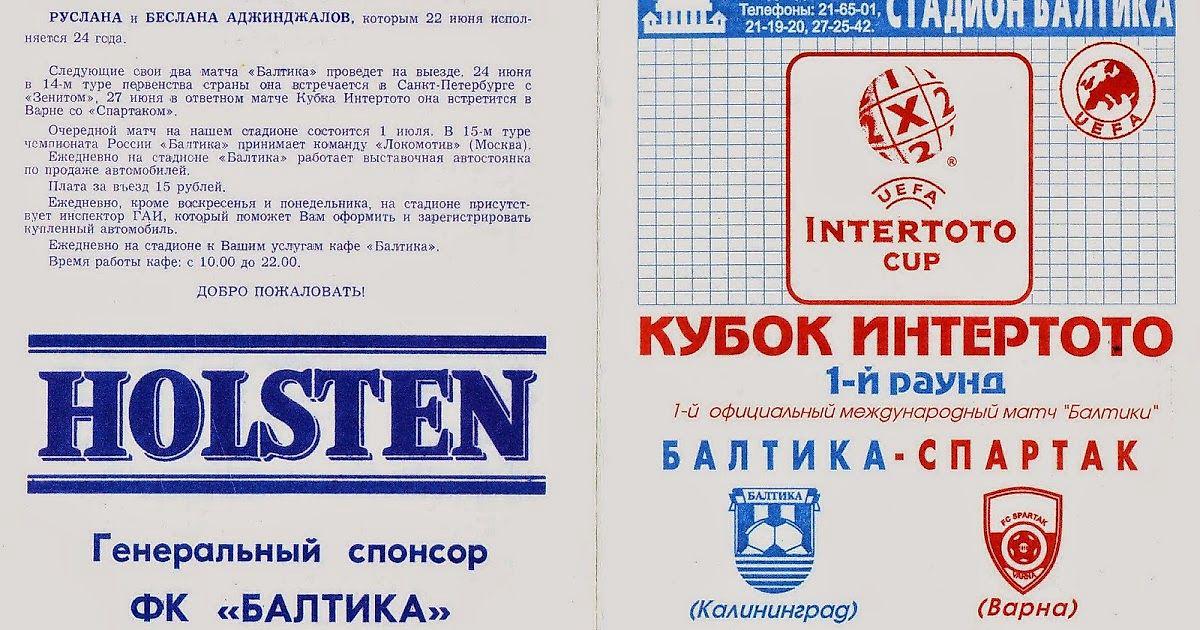 РУСЛАНА и БЕСЛАНА АДЖИНДЖАЛОВ, которым 22 июня испол-
няется 24 года.
Следующие свои два матча «Балтика» проведет на выезде. 24 июня
в 14-м туре первенства страны она встречается в Санкт-Петербурге с
«Зенитом», 27 июня в ответном матче Кубка Интертото она встретится в
Варне со «Спартаком».
Очередной матч на нашем стадионе состоится 1 июля. В 15-м туре
чемпионата России «Балтика» принимает команду «Локомотив» (Москва).
Ежедневно на стадионе «Балтика» работает выставочная автостоянка
по продаже автомобилей.
Плата за въезд 15 рублей.
Ежедневно, кроме воскресенья и понедельника, на стадионе присутст-
вует инспектор ГАИ, который поможет Вам оформить и зарегистрировать
купленный автомобиль.
Ежедневно на стадионе к Вашим услугам кафе «Балтика».
Время работы кафе: с 10.00 до 22.00.
ДОБРО ПОЖАЛОВАТЬ!
HOLSTEN
Генеральный спонсор
ФК «БАЛТИКА»
Телефоны: 21-65-01,
21-19-20, 27-25-42.
СТАДИОН БАЛТИКА
1 X 2
2 2
2
®
UEFA
INTERTOTO
CUP
UEFA
КУБОК ИНТЕРТОТО
1-й раунд
1-й официальный международный матч "Балтики"
БАЛТИКА-СПАРТАК
БАЛТИКА
FC SPARTAK
VARNA
(Калининград)
(Варна)